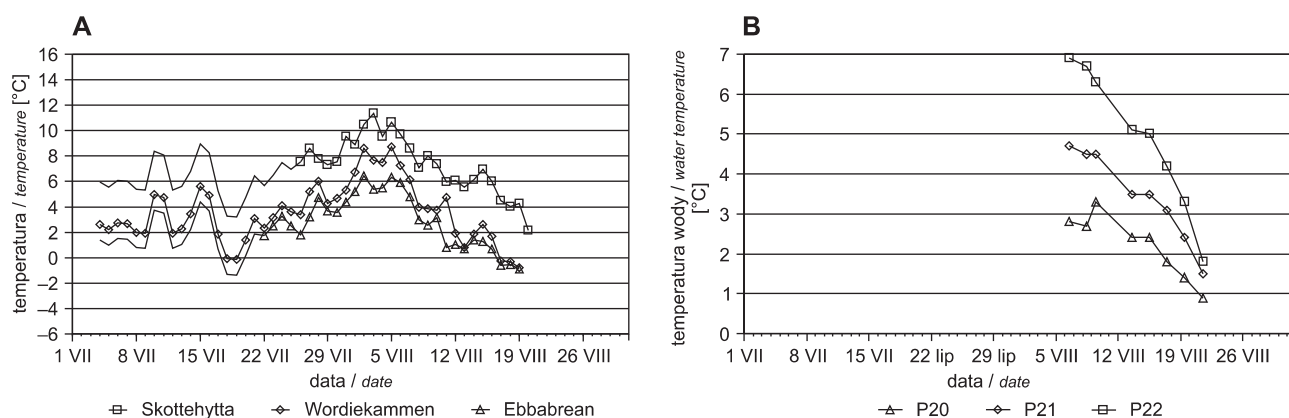 A
temperatura / temperature [°C]
16
14
12
10
8
6
4
2
0
−2
−4
−6
1 VII 8 VII 15 VII 22 VII 29 VII 5 VIII 12 VIII 19 VIII 26 VIII
data / date
Skottehytta Wordiekammen Ebbabrean
B
temperatura wody / water temperature
[°C]
7
6
5
4
3
2
1
0
1 VII 8 VII 15 VII 22 lip 29 lip 5 VIII 12 VIII 19 VIII 26 VIII
data / date
P20 P21 P22